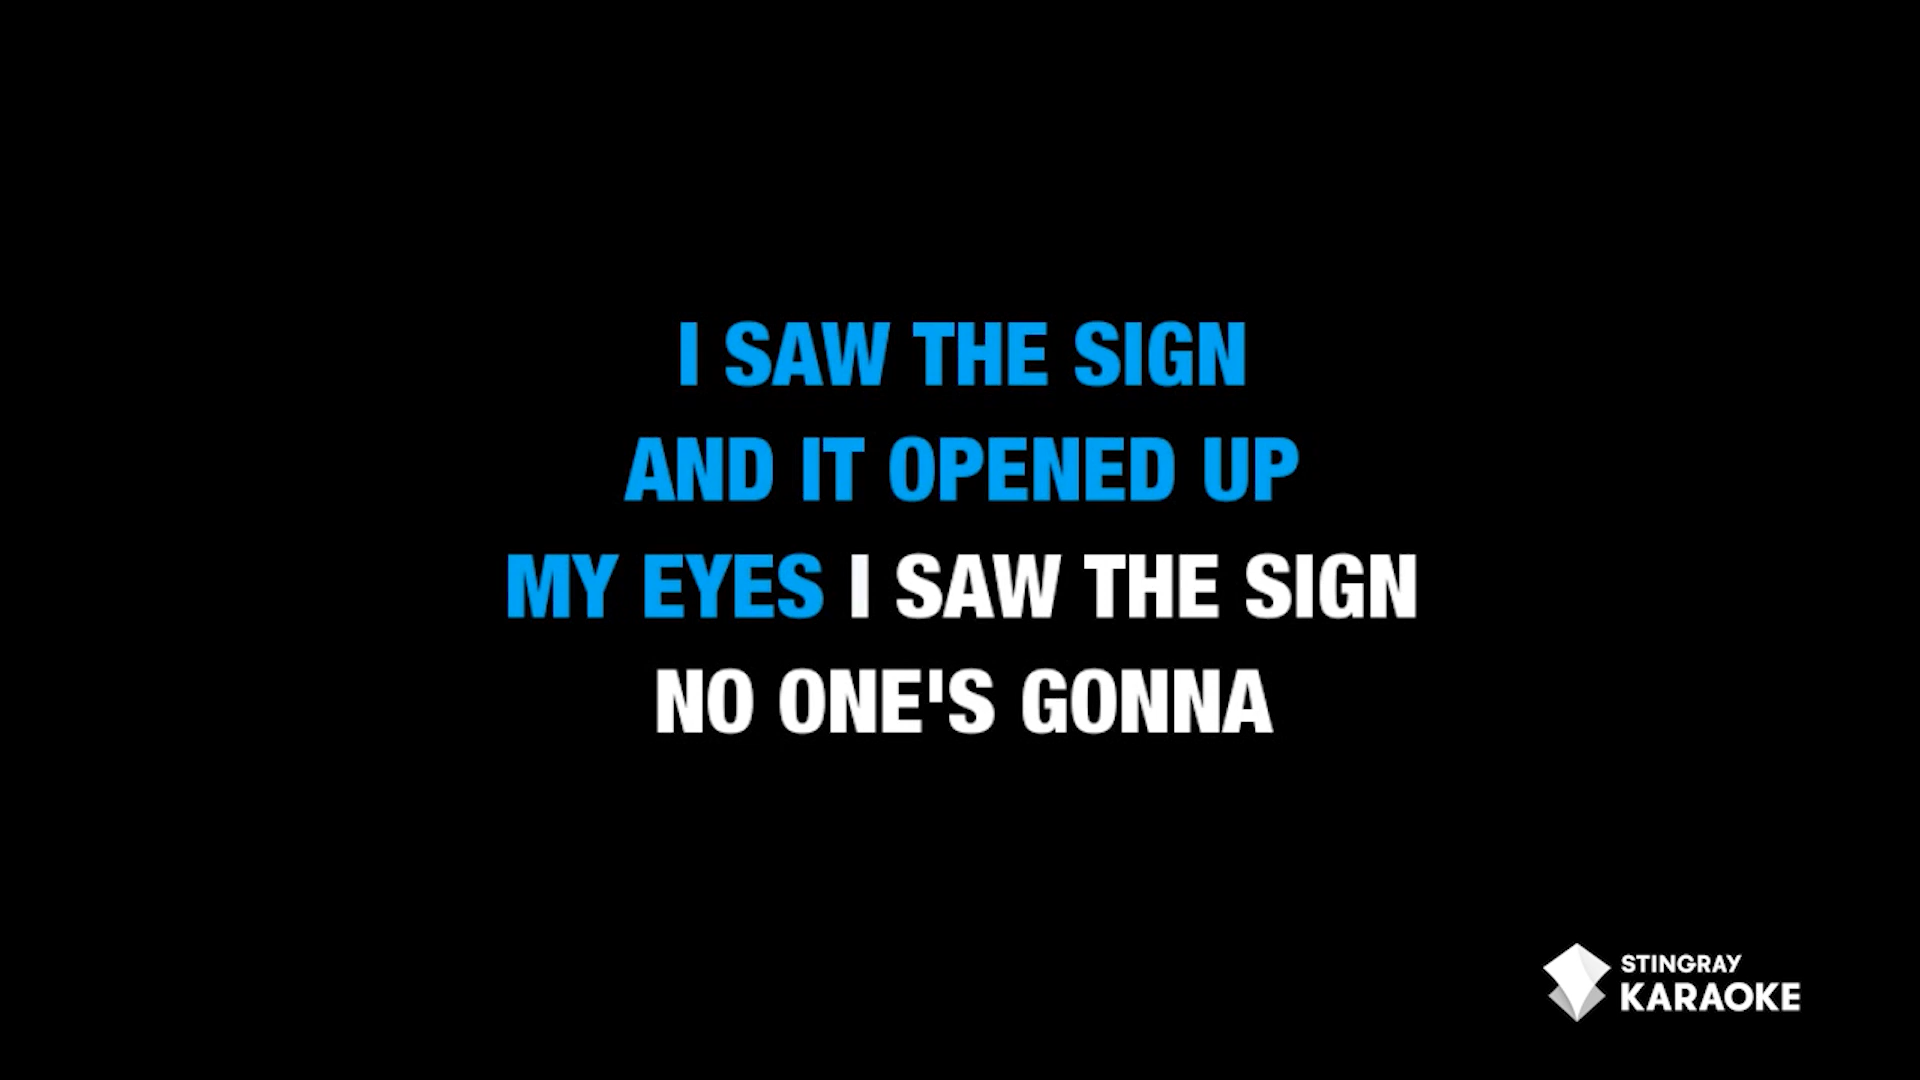 I SAW THE SIGN
AND IT OPENED UP
MY EYES I SAW THE SIGN
NO ONE'S GONNA
STINGRAY
KARAOKE